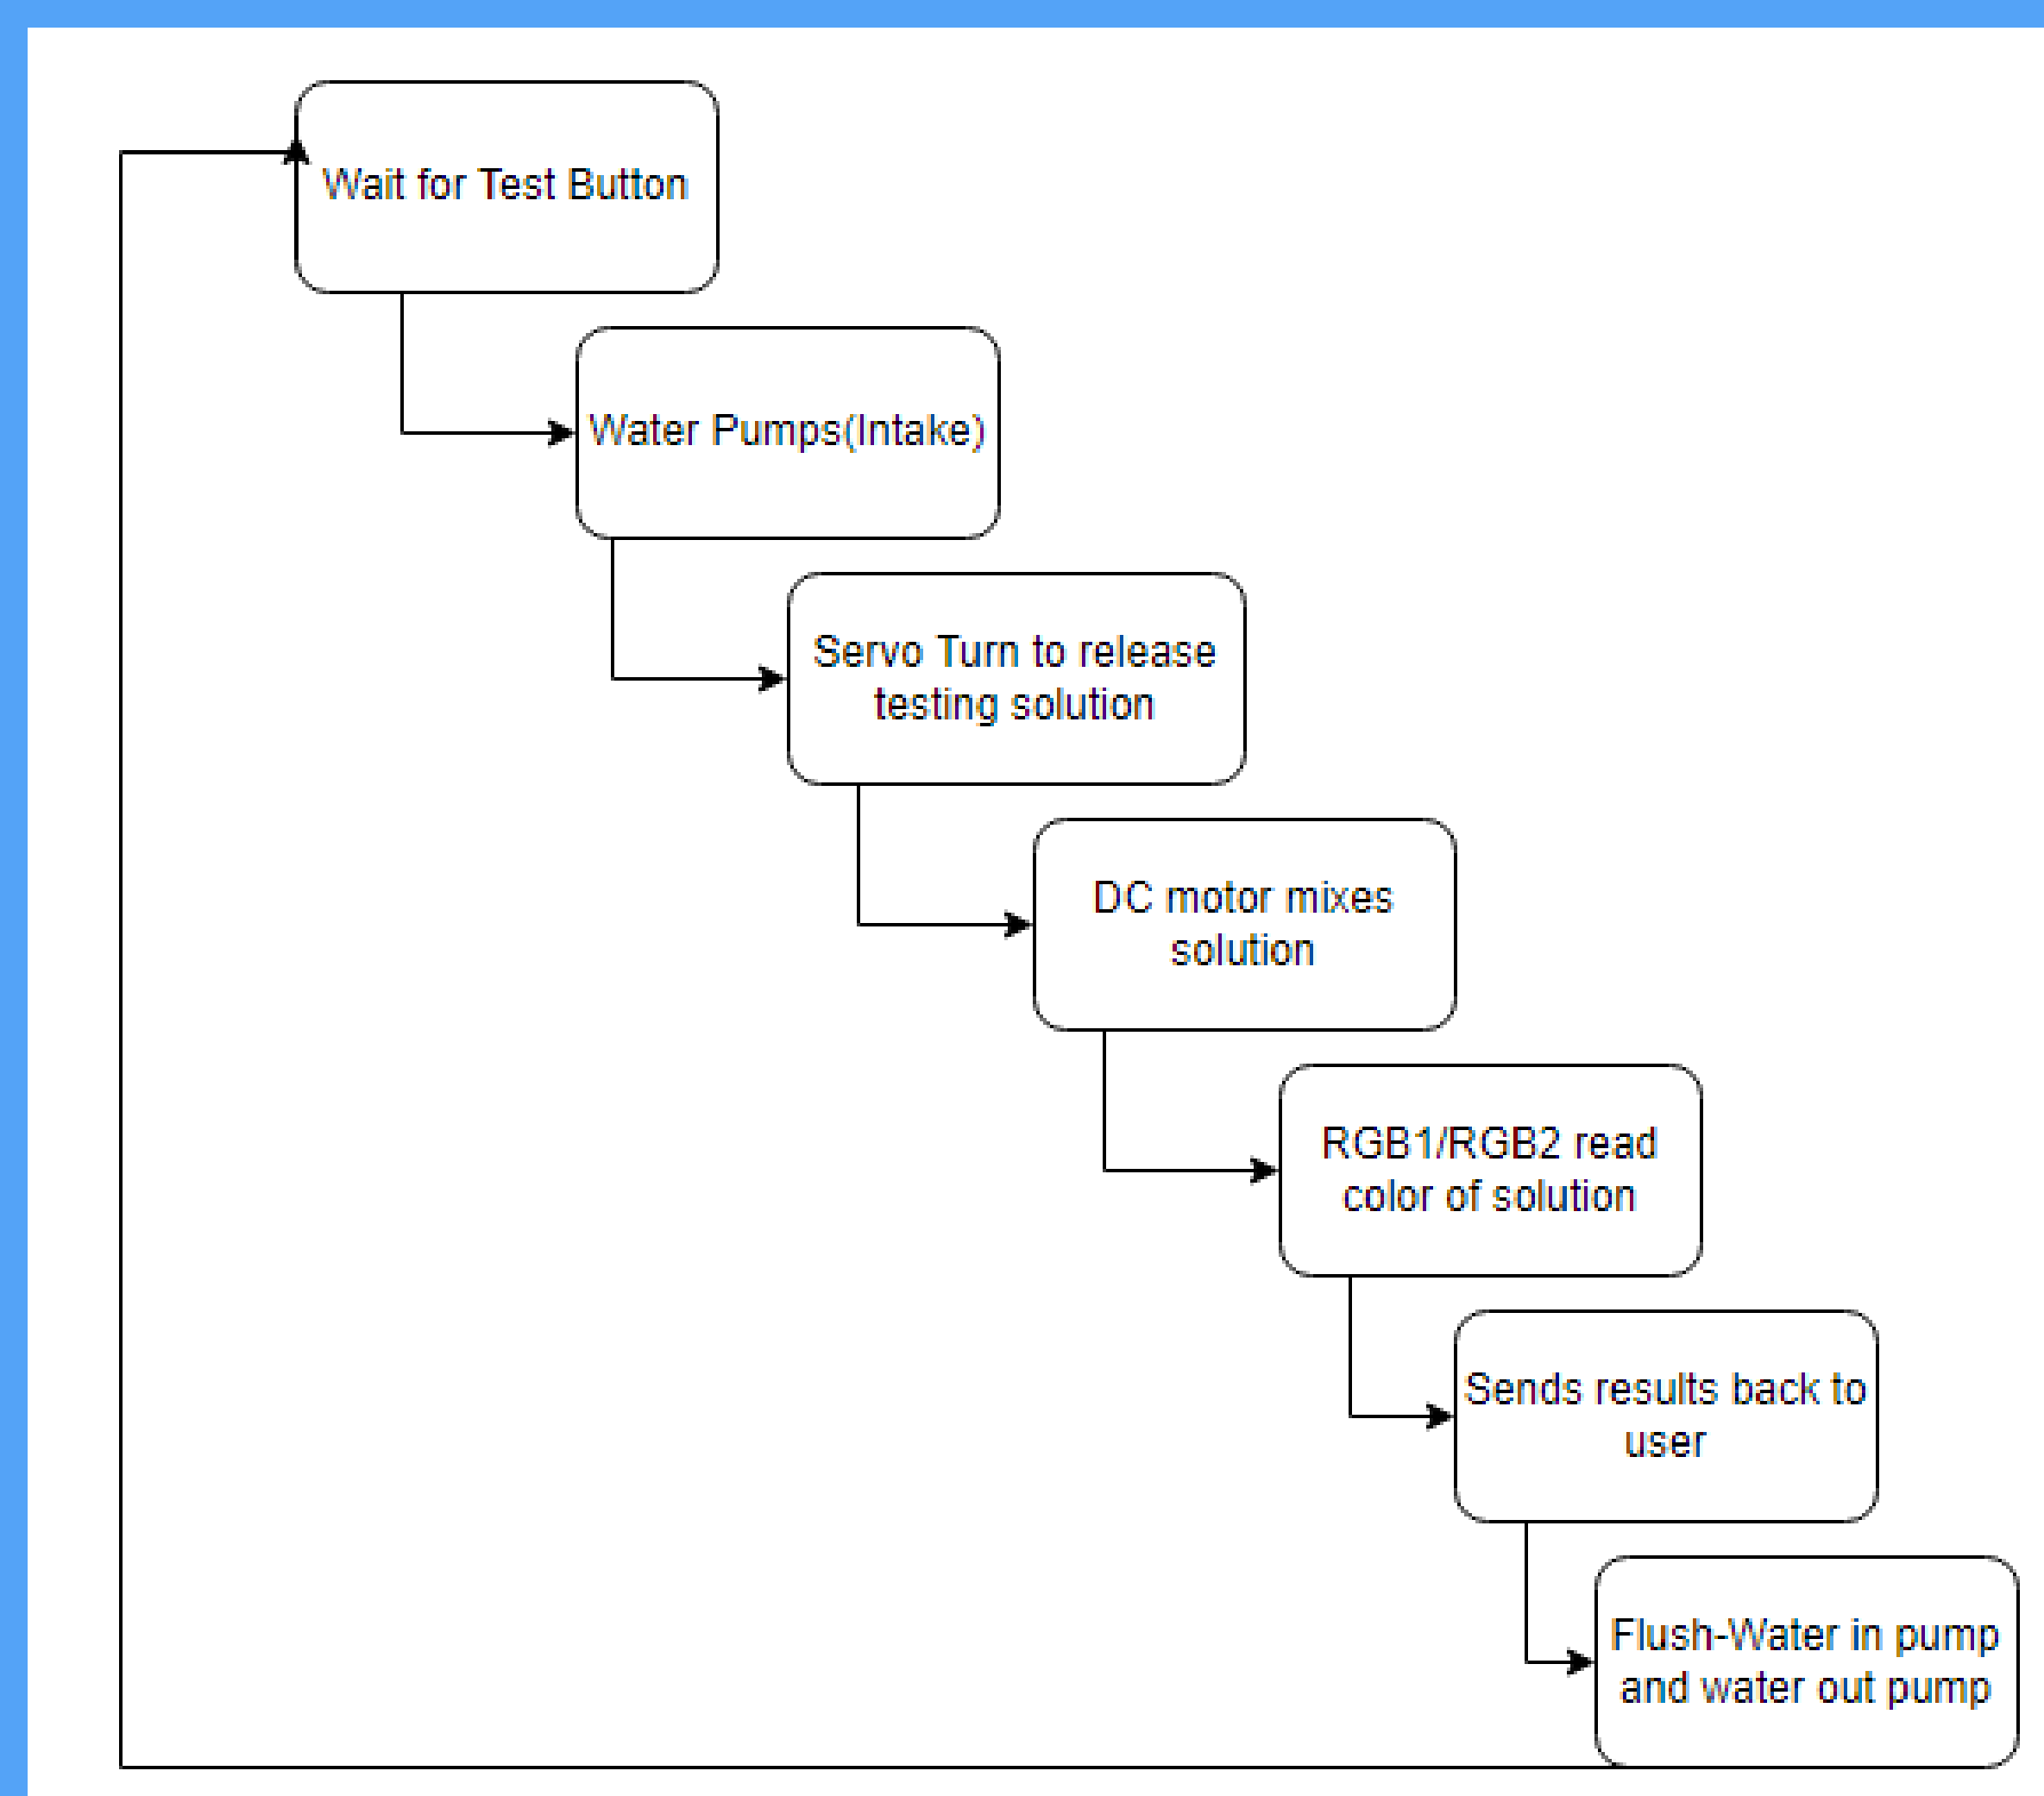 Wait for Test Button
Water Pumps(Intake)
Servo Turn to release
testing solution
DC motor mixes
solution
RGB1/RGB2 read
color of solution
Sends results back to
user
Flush-Water in pump
and water out pump